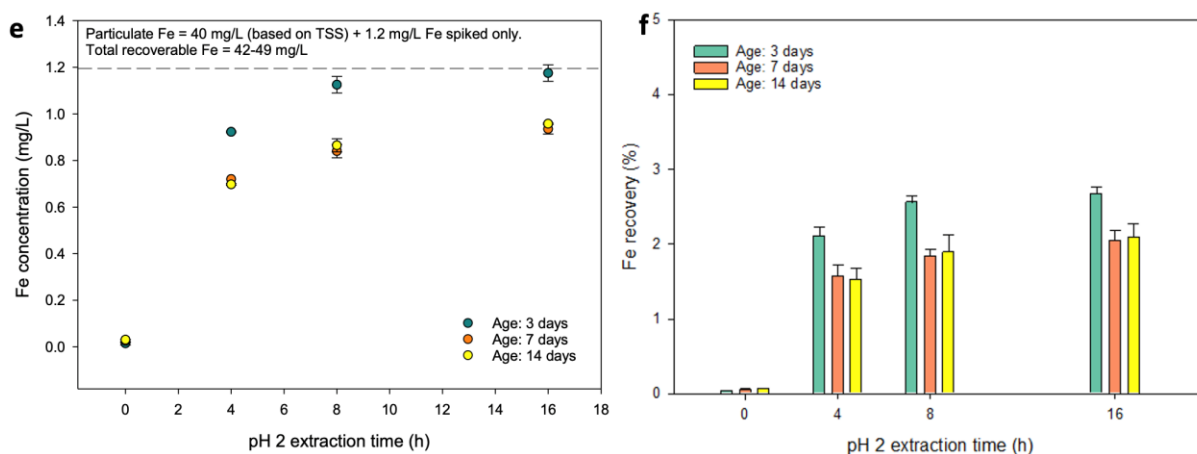 e
Particulate Fe = 40 mg/L (based on TSS) + 1.2 mg/L Fe spiked only.
Total recoverable Fe = 42-49 mg/L
Fe concentration (mg/L)
1.4
1.2
1.0
0.8
0.6
0.4
0.2
0.0
Age: 3 days
Age: 7 days
Age: 14 days
0 2 4 6 8 10 12 14 16 18
pH 2 extraction time (h)
f
Age: 3 days
Age: 7 days
Age: 14 days
Fe recovery (%)
5
4
3
2
1
0
0 4 8 16
pH 2 extraction time (h)